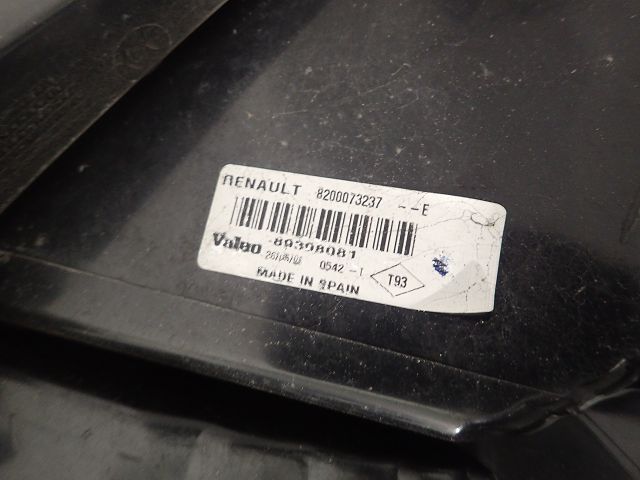 RENAULT 8200073237 --E
89398081
Valeo 0542 -1 T93
MADE IN SPAIN